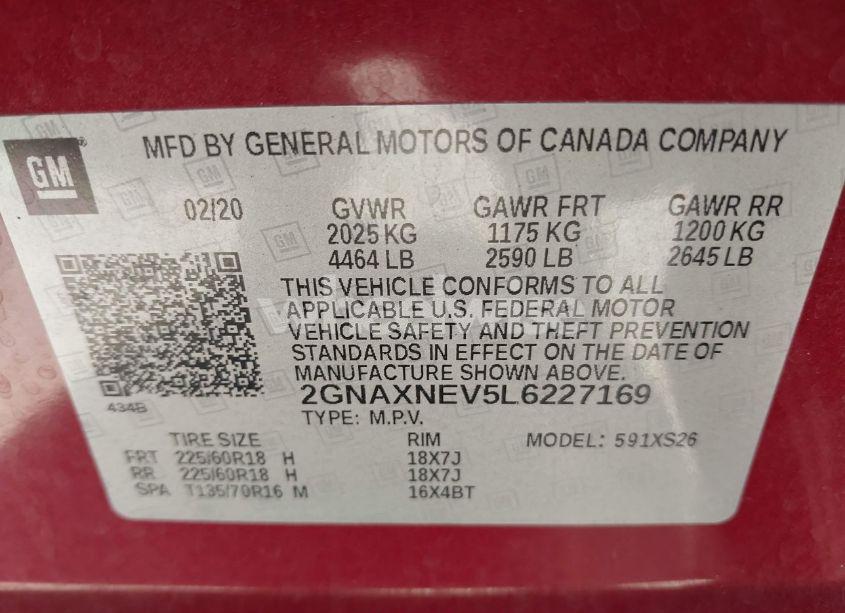 GM
MFD BY GENERAL MOTORS OF CANADA COMPANY
02/20 GVWR GAWR FRT GAWR RR
2025 KG 1175 KG 1200 KG
4464 LB 2590 LB 2645 LB
THIS VEHICLE CONFORMS TO ALL
APPLICABLE U.S. FEDERAL MOTOR
VEHICLE SAFETY AND THEFT PREVENTION
STANDARDS IN EFFECT ON THE DATE OF
MANUFACTURE SHOWN ABOVE.
434B 2GNAXNEV5L6227169
TYPE: M.P.V.
TIRE SIZE RIM MODEL: 591XS26
FRT 225/60R18 H 18X7J
RR 225/60R18 H 18X7J
SPA T135/70R16 M 16X4BT